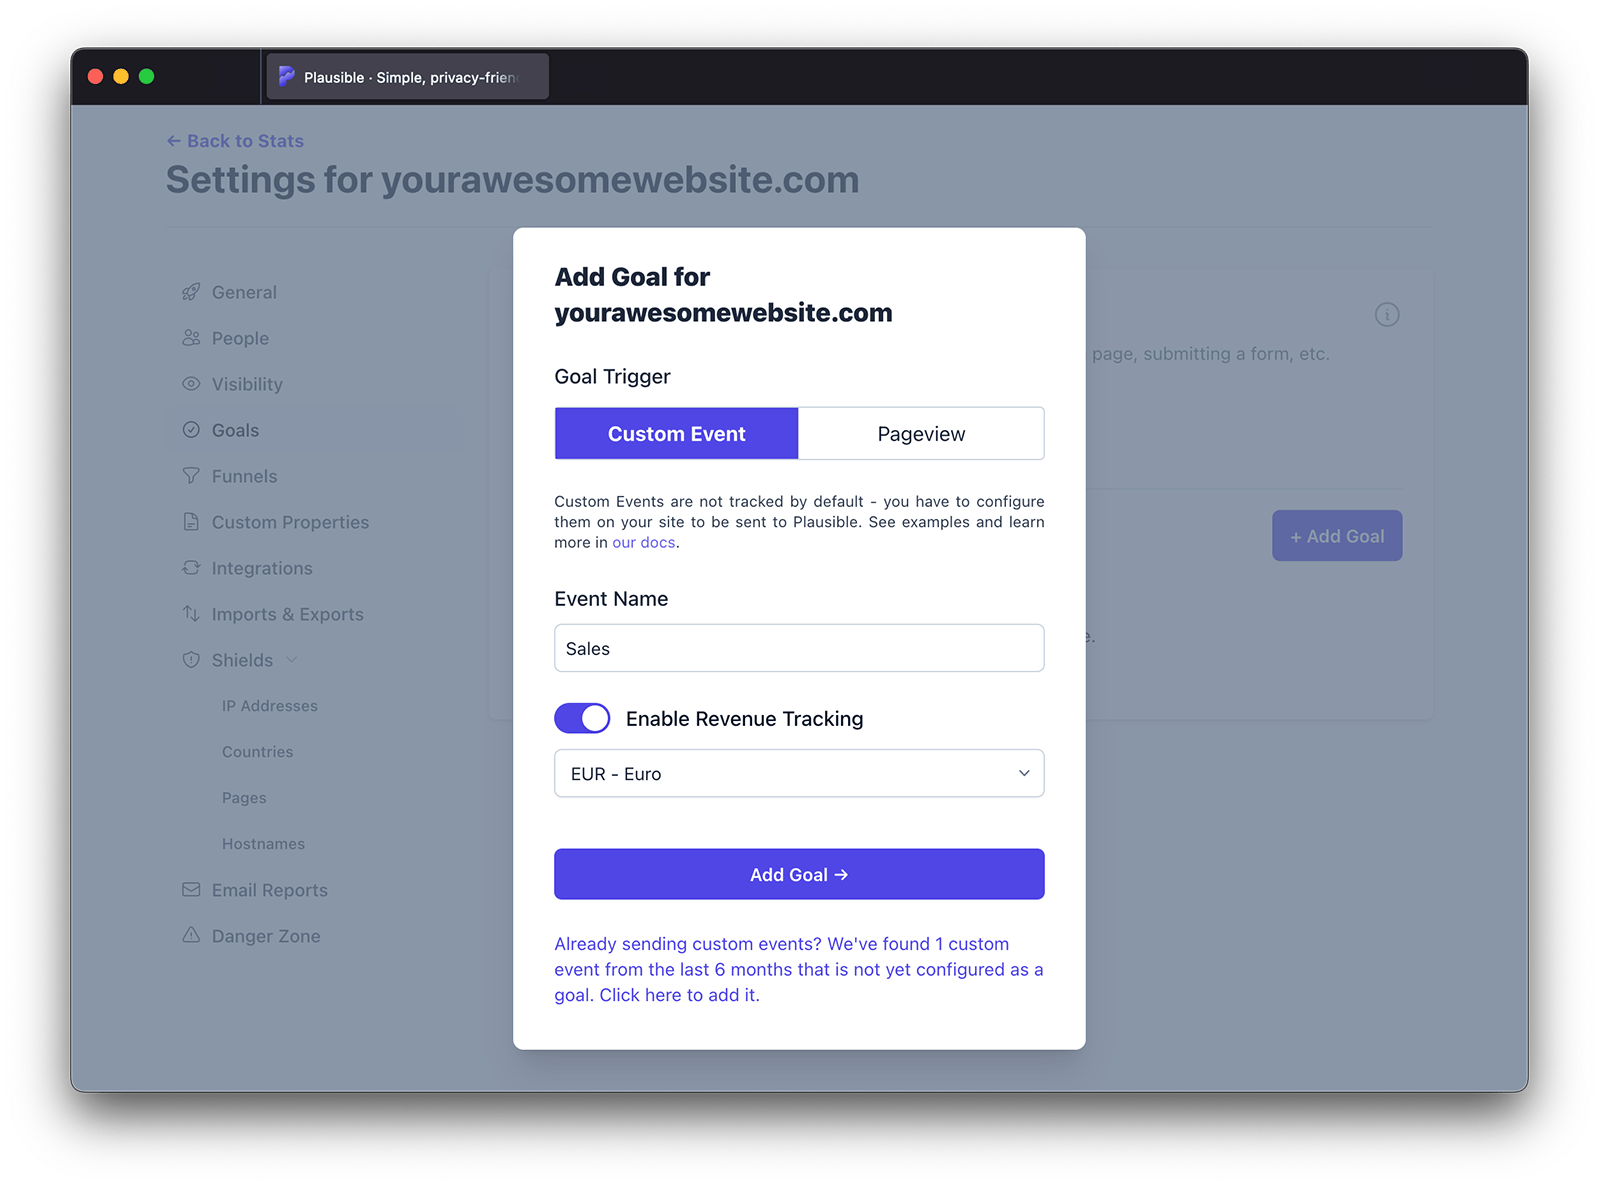 Plausible · Simple, privacy-frien
← Back to Stats
Settings for yourawesomewebsite.com
General
People
Visibility
Goals
Funnels
Custom Properties
Integrations
Imports & Exports
Shields
IP Addresses
Countries
Pages
Hostnames
Email Reports
Danger Zone
page, submitting a form, etc.
+ Add Goal
e.
Add Goal for
yourawesomewebsite.com
Goal Trigger
Custom Event
Pageview
Custom Events are not tracked by default - you have to configure
them on your site to be sent to Plausible. See examples and learn
more in our docs.
Event Name
Sales
Enable Revenue Tracking
EUR - Euro
Add Goal →
Already sending custom events? We've found 1 custom
event from the last 6 months that is not yet configured as a
goal. Click here to add it.